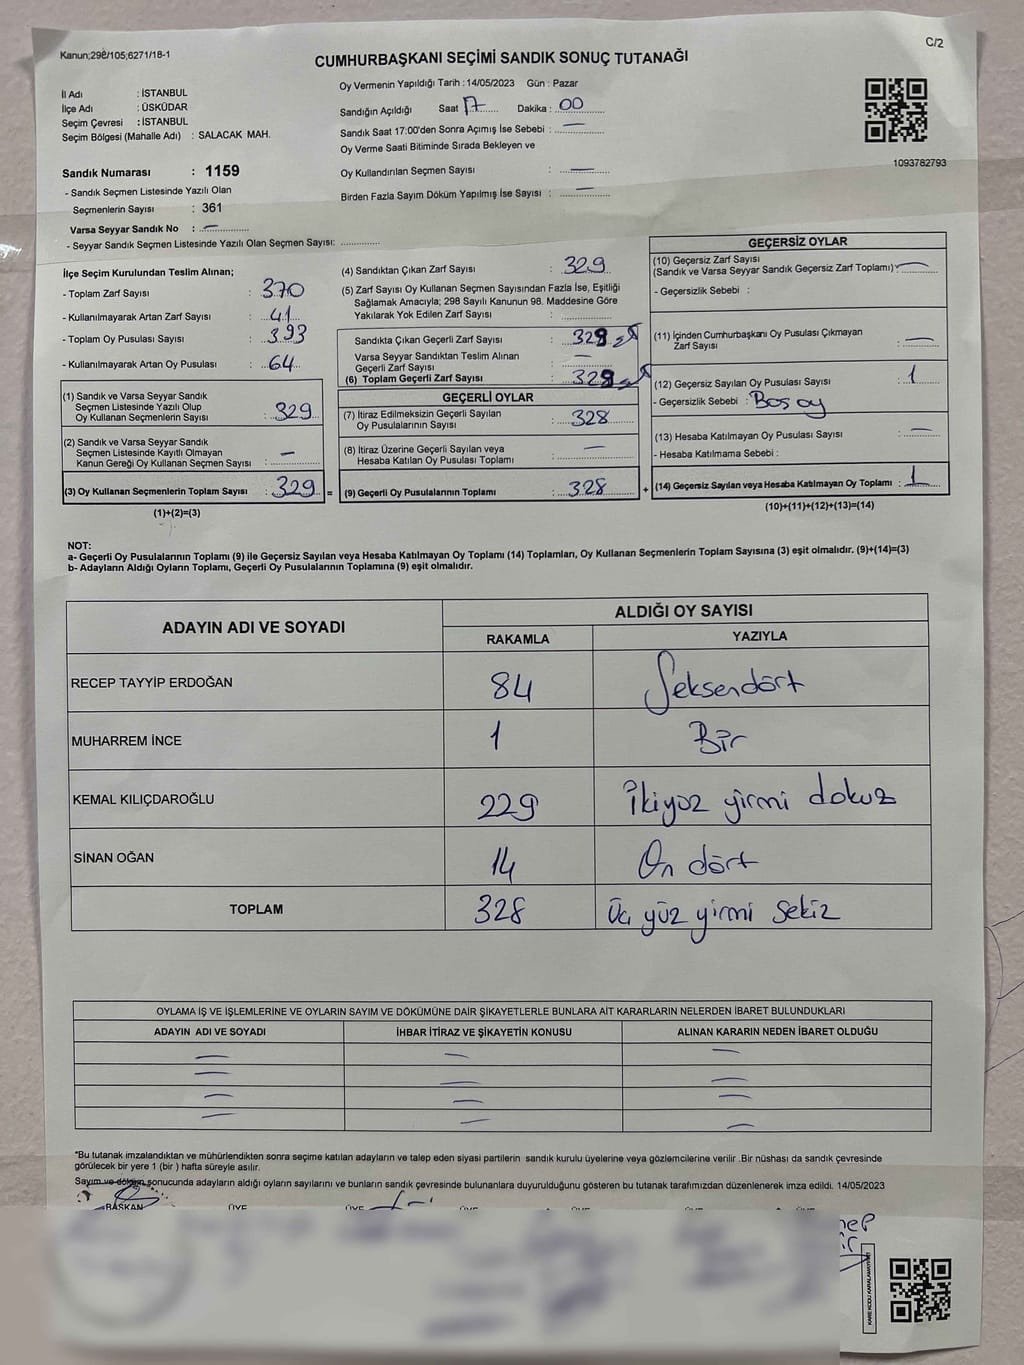 Kanun;298/105;6271/18-1
C/2
CUMHURBAŞKANI SEÇİMİ SANDIK SONUÇ TUTANAĞI
İl Adı : İSTANBUL
İlçe Adı : ÜSKÜDAR
Seçim Çevresi : İSTANBUL
Seçim Bölgesi (Mahalle Adı) : SALACAK MAH.
Sandık Numarası : 1159
- Sandık Seçmen Listesinde Yazılı Olan
Seçmenlerin Sayısı : 361
Varsa Seyyar Sandık No : —
- Seyyar Sandık Seçmen Listesinde Yazılı Olan Seçmen Sayısı: ............
Oy Vermenin Yapıldığı Tarih : 14/05/2023 Gün : Pazar
Sandığın Açıldığı Saat 17 Dakika : 00
Sandık Saat 17:00'den Sonra Açımış İse Sebebi : —
Oy Verme Saati Bitiminde Sırada Bekleyen ve
Oy Kullandırılan Seçmen Sayısı : —
Birden Fazla Sayım Döküm Yapılmış İse Sayısı : —
1093782793
İlçe Seçim Kurulundan Teslim Alınan;
- Toplam Zarf Sayısı : 370
- Kullanılmayarak Artan Zarf Sayısı : 41
- Toplam Oy Pusulası Sayısı : 393
- Kullanılmayarak Artan Oy Pusulası : 64
(1) Sandık ve Varsa Seyyar Sandık
Seçmen Listesinde Yazılı Olup
Oy Kullanan Seçmenlerin Sayısı : 329
(2) Sandık ve Varsa Seyyar Sandık
Seçmen Listesinde Kayıtlı Olmayan
Kanun Gereği Oy Kullanan Seçmen Sayısı : —
(3) Oy Kullanan Seçmenlerin Toplam Sayısı : 329 =
(1)+(2)=(3)
(4) Sandıktan Çıkan Zarf Sayısı : 329
(5) Zarf Sayısı Oy Kullanan Seçmen Sayısından Fazla İse, Eşitliği
Sağlamak Amacıyla; 298 Sayılı Kanunun 98. Maddesine Göre
Yakılarak Yok Edilen Zarf Sayısı : ............
Sandıkta Çıkan Geçerli Zarf Sayısı : 329
Varsa Seyyar Sandıktan Teslim Alınan
Geçerli Zarf Sayısı : —
(6) Toplam Geçerli Zarf Sayısı : 329
GEÇERLİ OYLAR
(7) İtiraz Edilmeksizin Geçerli Sayılan
Oy Pusulalarının Sayısı : 328
(8) İtiraz Üzerine Geçerli Sayılan veya
Hesaba Katılan Oy Pusulası Toplamı : —
(9) Geçerli Oy Pusulalarının Toplamı : 328 +
GEÇERSİZ OYLAR
(10) Geçersiz Zarf Sayısı
(Sandık ve Varsa Seyyar Sandık Geçersiz Zarf Toplamı) : —
- Geçersizlik Sebebi :
(11) İçinden Cumhurbaşkanı Oy Pusulası Çıkmayan
Zarf Sayısı : —
(12) Geçersiz Sayılan Oy Pusulası Sayısı : 1
- Geçersizlik Sebebi : Boş oy
(13) Hesaba Katılmayan Oy Pusulası Sayısı : —
- Hesaba Katılmama Sebebi :
(14) Geçersiz Sayılan veya Hesaba Katılmayan Oy Toplamı : 1
(10)+(11)+(12)+(13)=(14)
NOT:
a- Geçerli Oy Pusulalarının Toplamı (9) ile Geçersiz Sayılan veya Hesaba Katılmayan Oy Toplamı (14) Toplamları, Oy Kullanan Seçmenlerin Toplam Sayısına (3) eşit olmalıdır. (9)+(14)=(3)
b- Adayların Aldığı Oyların Toplamı, Geçerli Oy Pusulalarının Toplamına (9) eşit olmalıdır.
ADAYIN ADI VE SOYADI
ALDIĞI OY SAYISI
RAKAMLA YAZIYLA
RECEP TAYYİP ERDOĞAN 84 Seksendört
MUHARREM İNCE 1 Bir
KEMAL KILIÇDAROĞLU 229 İkiyüz yirmi dokuz
SİNAN OĞAN 14 On dört
TOPLAM 328 Üç yüz yirmi sekiz
OYLAMA İŞ VE İŞLEMLERİNE VE OYLARIN SAYIM VE DÖKÜMÜNE DAİR ŞİKAYETLERLE BUNLARA AİT KARARLARIN NELERDEN İBARET BULUNDUKLARI
ADAYIN ADI VE SOYADI İHBAR İTİRAZ VE ŞİKAYETİN KONUSU ALINAN KARARIN NEDEN İBARET OLDUĞU
— — —
— — —
— — —
— — —
*Bu tutanak imzalandıktan ve mühürlendikten sonra seçime katılan adayların ve talep eden siyasi partilerin sandık kurulu üyelerine veya gözlemcilerine verilir .Bir nüshası da sandık çevresinde
görülecek bir yere 1 (bir ) hafta süreyle asılır.
Sayım ve döküm sonucunda adayların aldığı oyların sayılarını ve bunların sandık çevresinde bulunanlara duyurulduğunu gösteren bu tutanak tarafımızdan düzenlenerek imza edildi. 14/05/2023
BAŞKAN ÜYE ÜYE ÜYE ÜYE ÜYE ÜYE